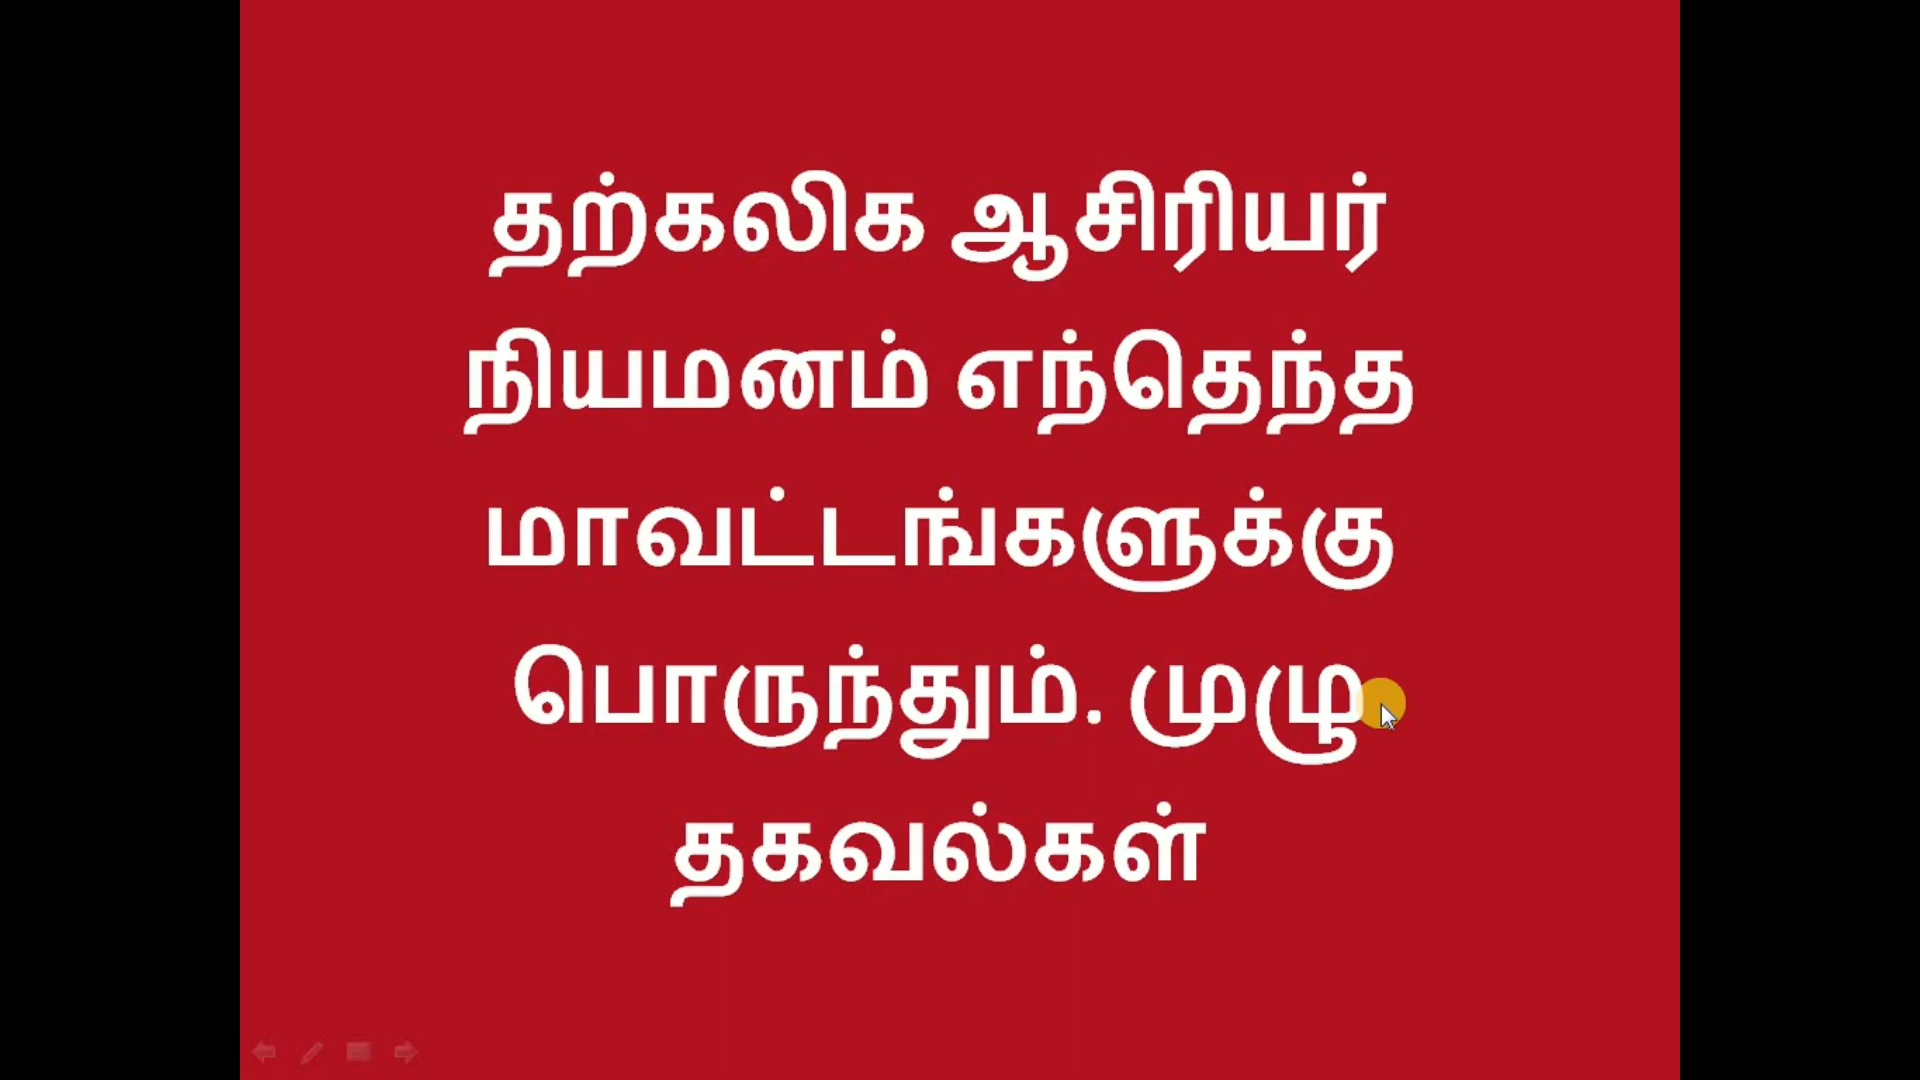 தற்கலிக ஆசிரியர்
நியமனம் எந்தெந்த
மாவட்டங்களுக்கு
பொருந்தும். முழு
தகவல்கள்